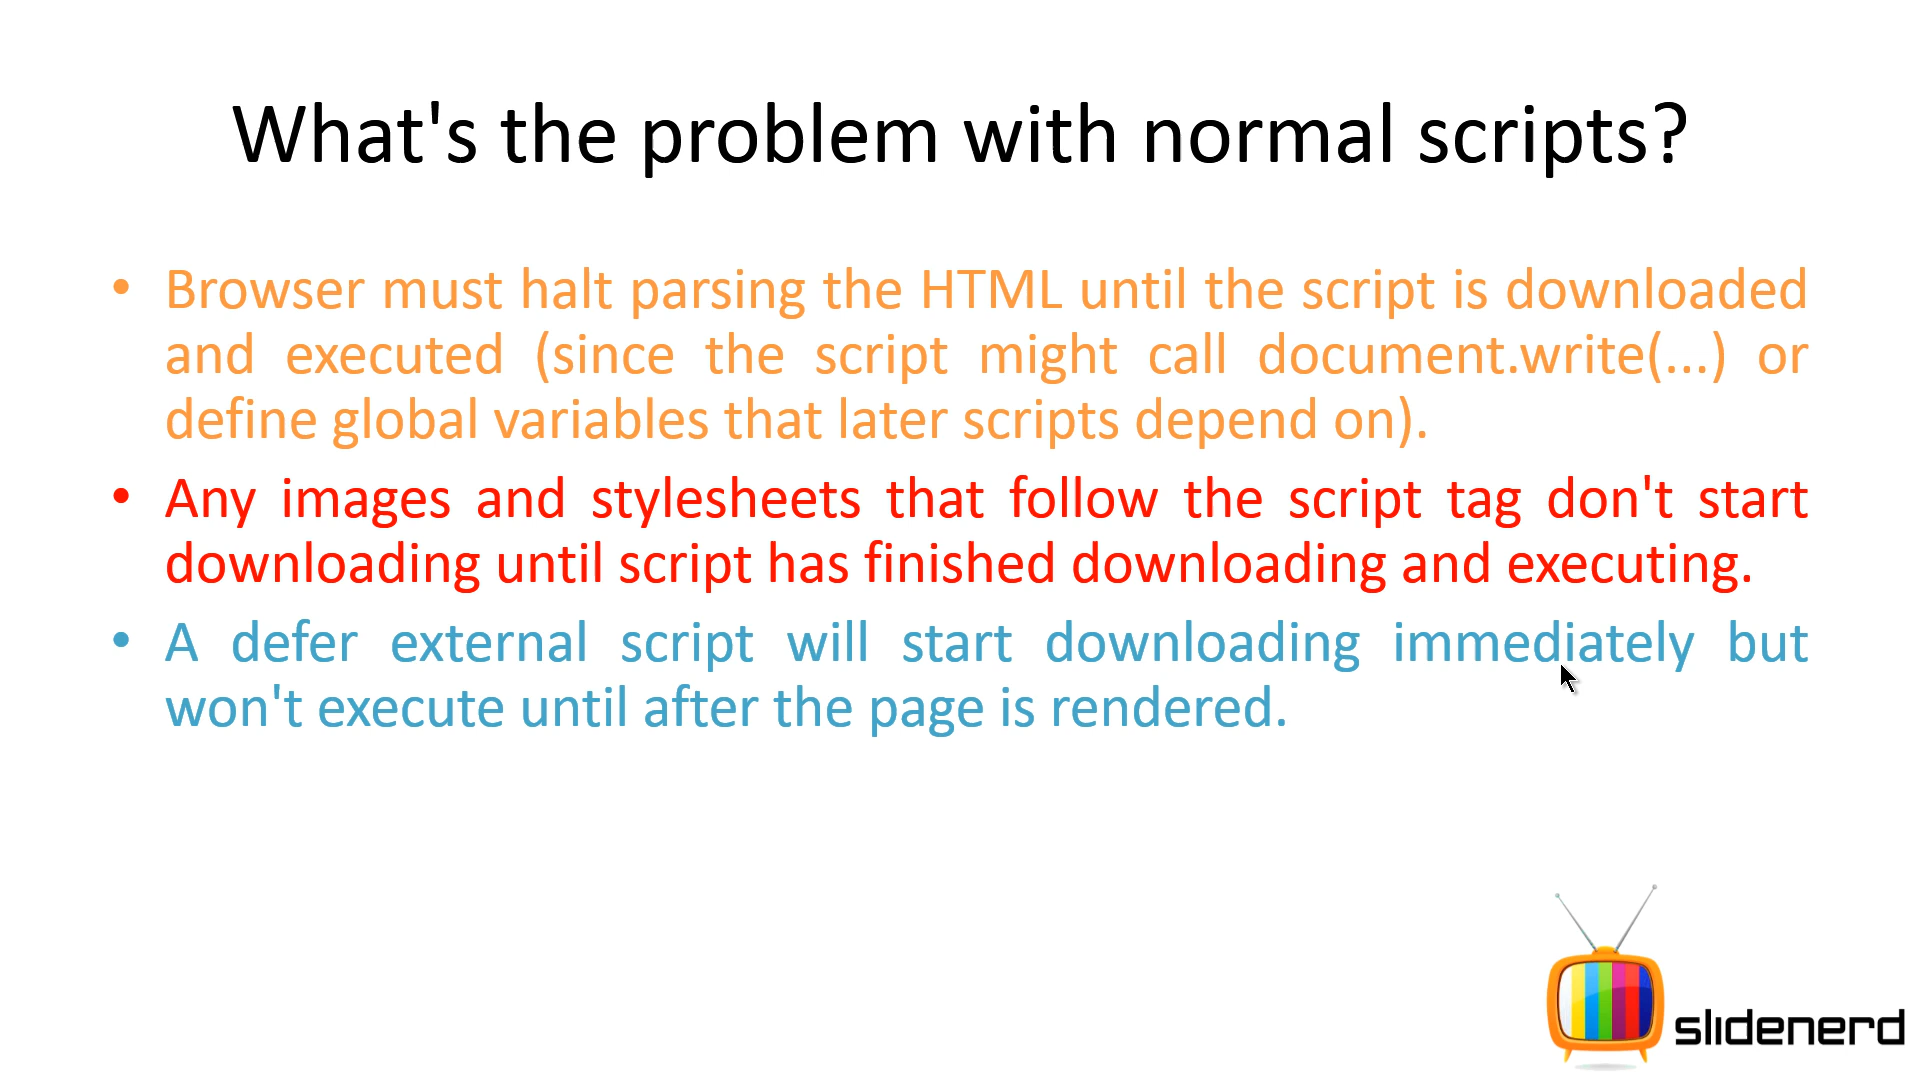 What's the problem with normal scripts?
• Browser must halt parsing the HTML until the script is downloaded
and executed (since the script might call document.write(...) or
define global variables that later scripts depend on).
• Any images and stylesheets that follow the script tag don't start
downloading until script has finished downloading and executing.
• A defer external script will start downloading immediately but
won't execute until after the page is rendered.
slidenerd